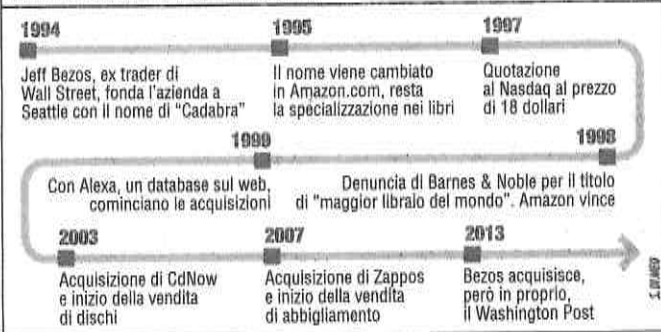 1994
Jeff Bezos, ex trader di
Wall Street, fonda l'azienda a
Seattle con il nome di "Cadabra"
1995
Il nome viene cambiato
in Amazon.com, resta
la specializzazione nei libri
1997
Quotazione
al Nasdaq al prezzo
di 18 dollari
1998
Denuncia di Barnes & Noble per il titolo
di "maggior libraio del mondo". Amazon vince
1999
Con Alexa, un database sul web,
cominciano le acquisizioni
2003
Acquisizione di CdNow
e inizio della vendita
di dischi
2007
Acquisizione di Zappos
e inizio della vendita
di abbigliamento
2013
Bezos acquisisce,
però in proprio,
il Washington Post